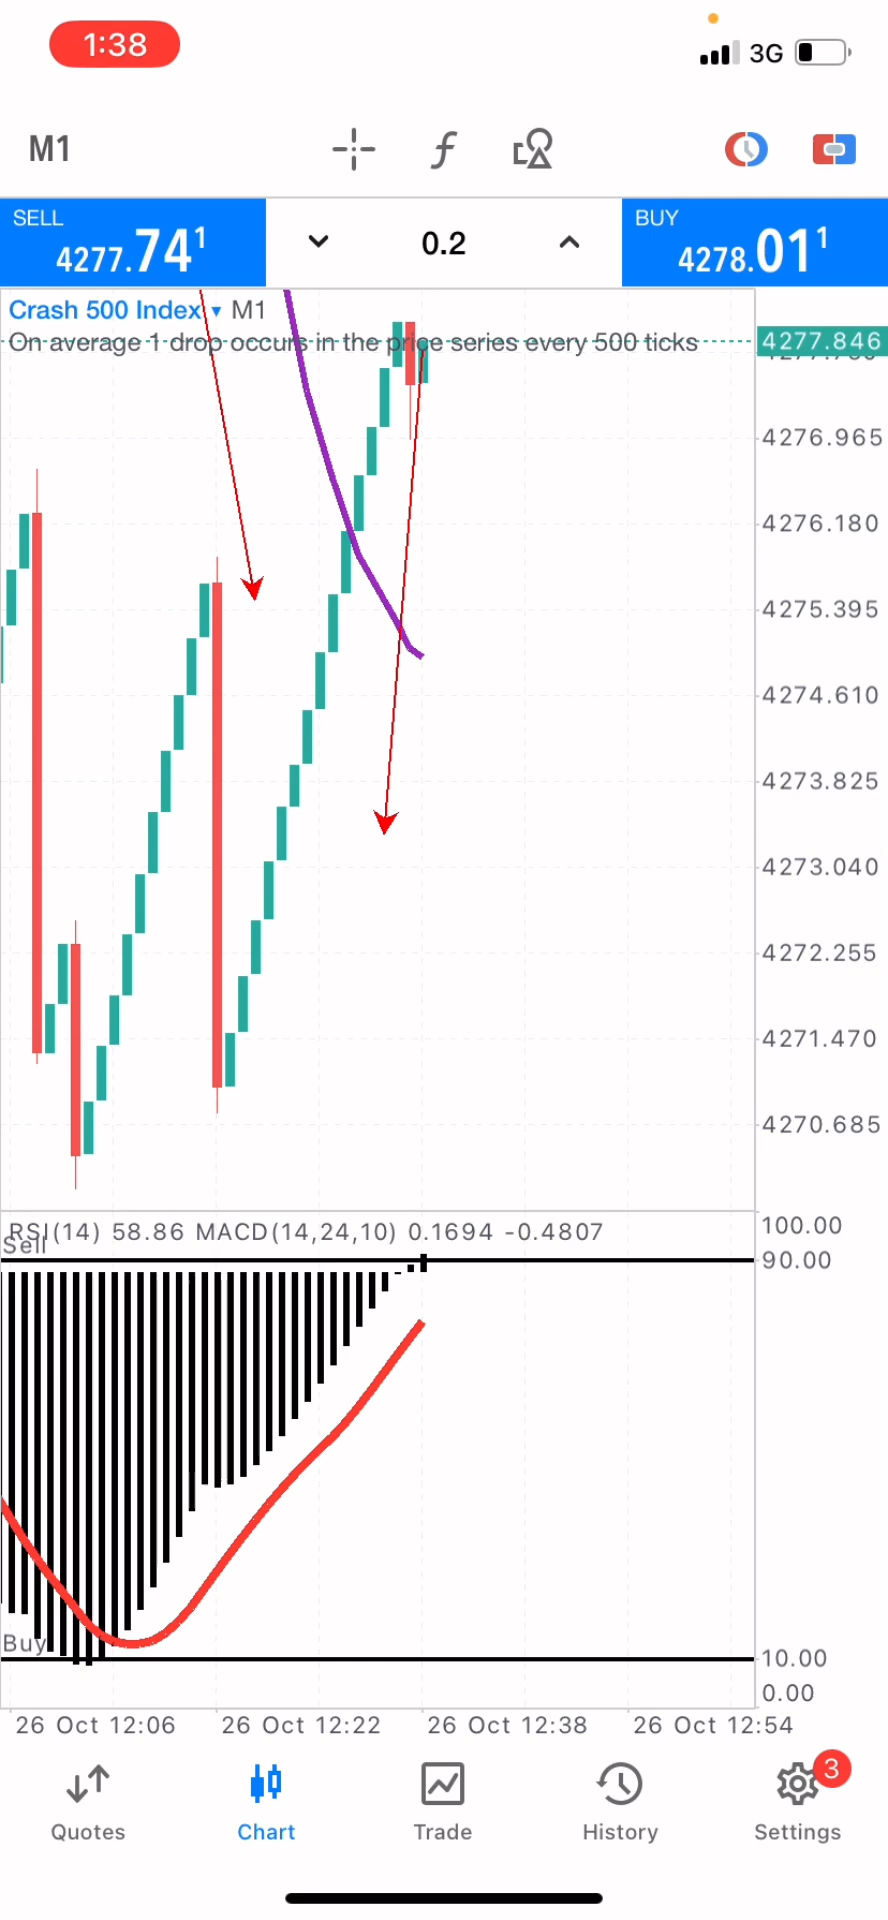 1:38
3G
M1
f
SELL
4277.741
0.2
BUY
4278.011
Crash 500 Index ▾ M1
On average 1 drop occurs in the price series every 500 ticks
4277.846
4276.965
4276.180
4275.395
4274.610
4273.825
4273.040
4272.255
4271.470
4270.685
RSI(14) 58.86 MACD(14,24,10) 0.1694 -0.4807
100.00
Sell
90.00
Buy
10.00
0.00
26 Oct 12:06
26 Oct 12:22
26 Oct 12:38
26 Oct 12:54
3
Quotes
Chart
Trade
History
Settings